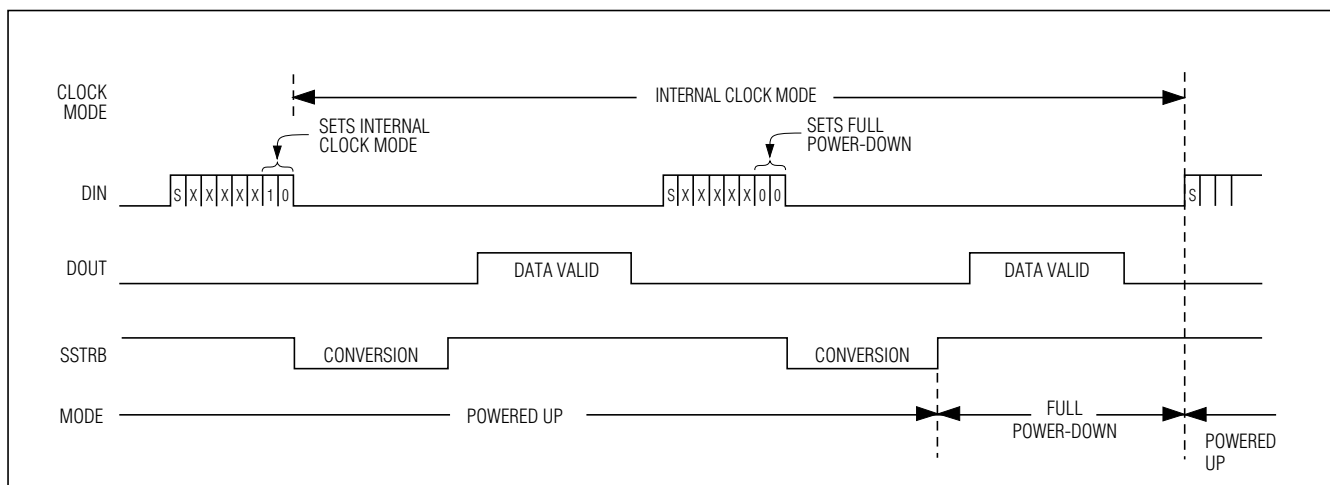 CLOCK
MODE
INTERNAL CLOCK MODE
SETS INTERNAL
CLOCK MODE
SETS FULL
POWER-DOWN
DIN
S X X X X X 1 0
S X X X X X 0 0
S
DOUT
DATA VALID
DATA VALID
SSTRB
CONVERSION
CONVERSION
MODE
POWERED UP
FULL
POWER-DOWN
POWERED
UP